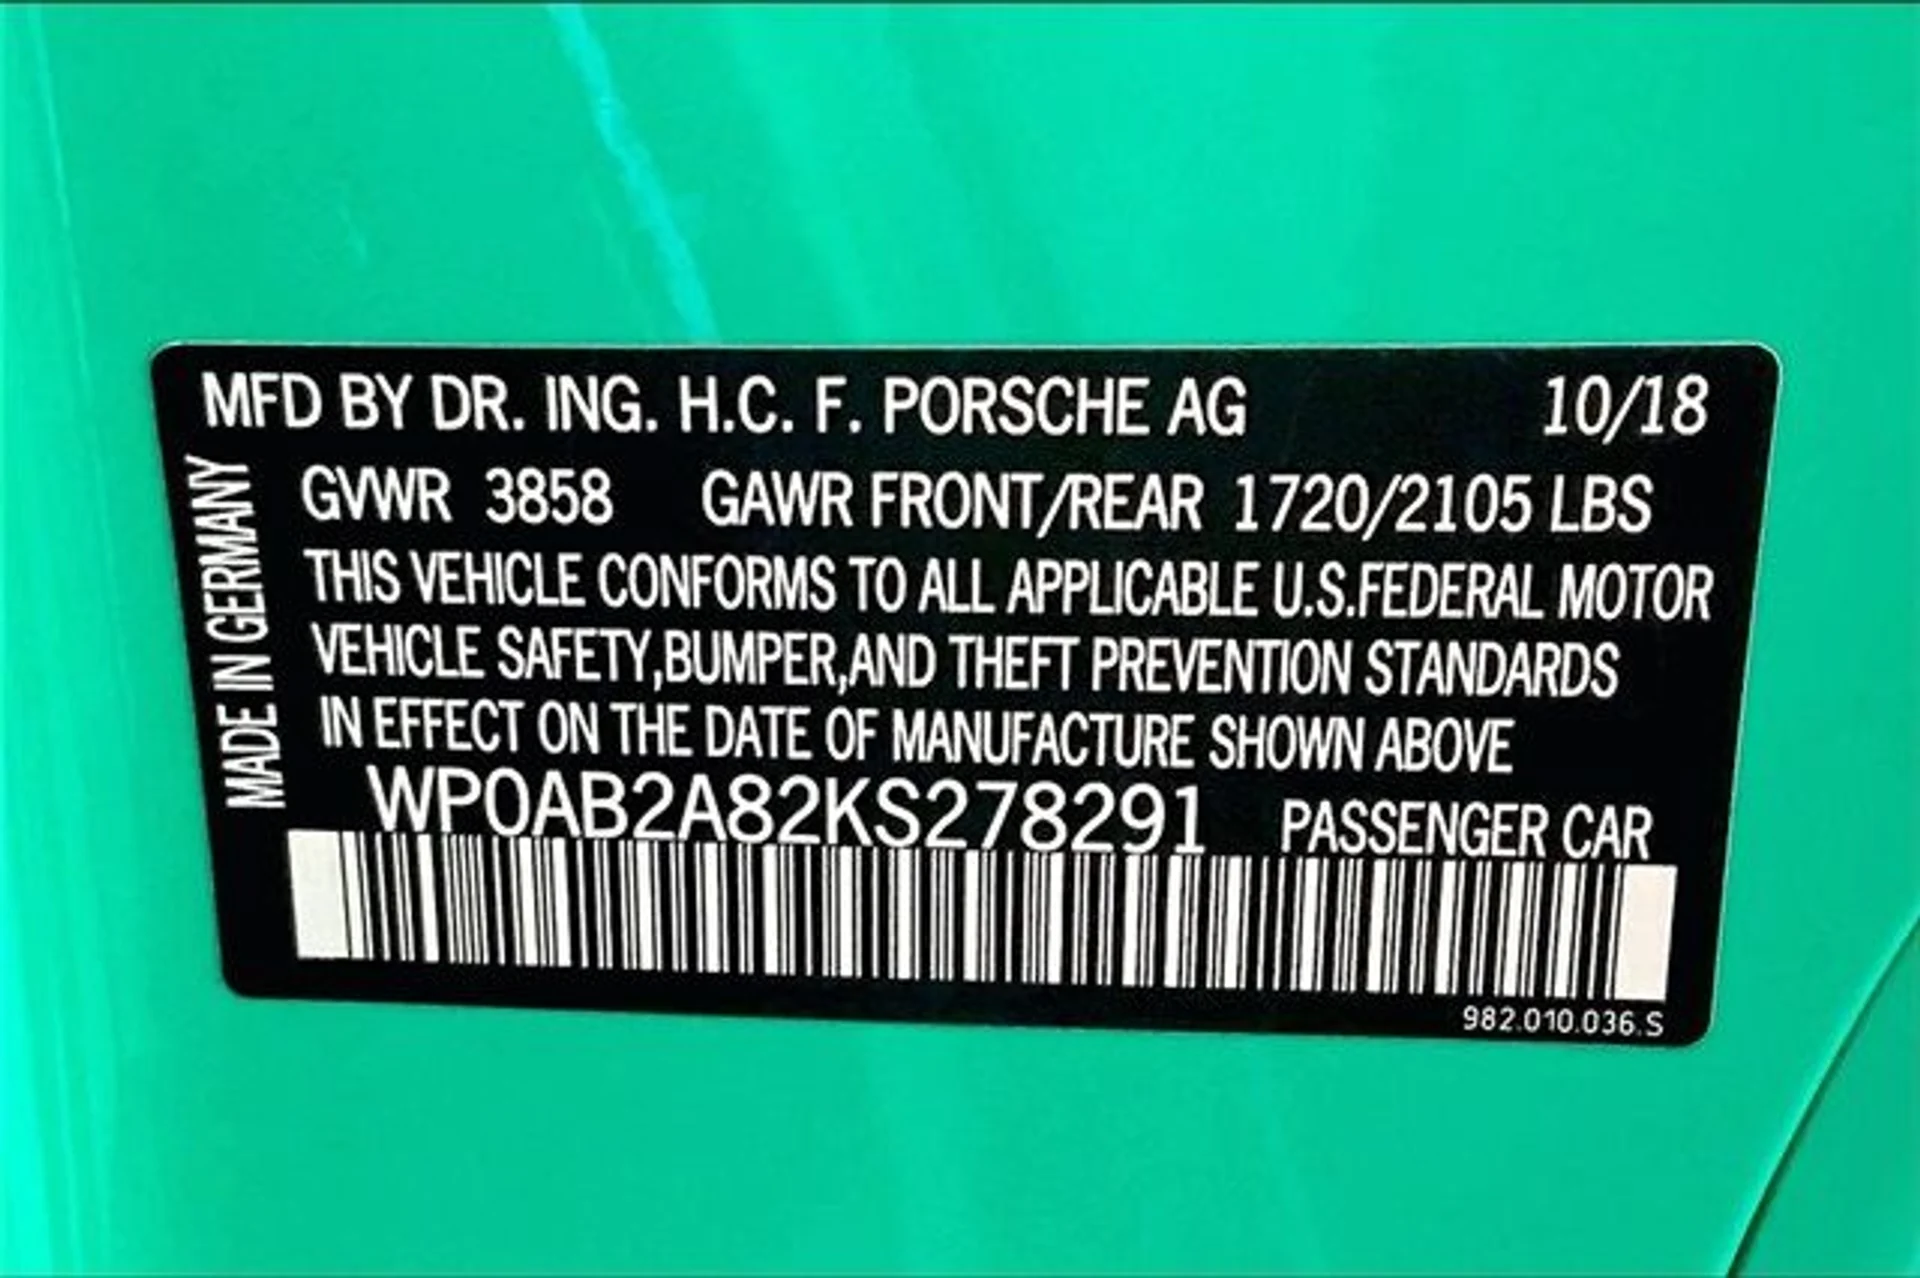 MFD BY DR. ING. H.C. F. PORSCHE AG 10/18
GVWR 3858 GAWR FRONT/REAR 1720/2105 LBS
THIS VEHICLE CONFORMS TO ALL APPLICABLE U.S.FEDERAL MOTOR
VEHICLE SAFETY,BUMPER,AND THEFT PREVENTION STANDARDS
IN EFFECT ON THE DATE OF MANUFACTURE SHOWN ABOVE
WP0AB2A82KS278291 PASSENGER CAR
982.010.036.S
MADE IN GERMANY